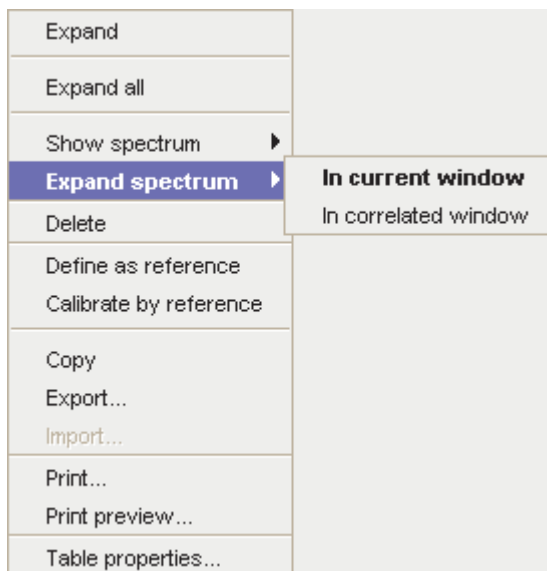 Expand
Expand all
Show spectrum
Expand spectrum
In current window
In correlated window
Delete
Define as reference
Calibrate by reference
Copy
Export...
Import...
Print...
Print preview...
Table properties...